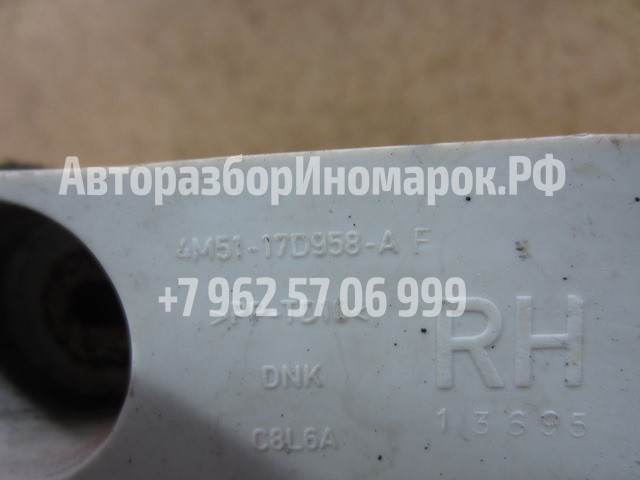 АвторазборИномарок.РФ
4M51-17D958-A F
+7 962 57 06 999
RH
DNK
13695
C8L6A